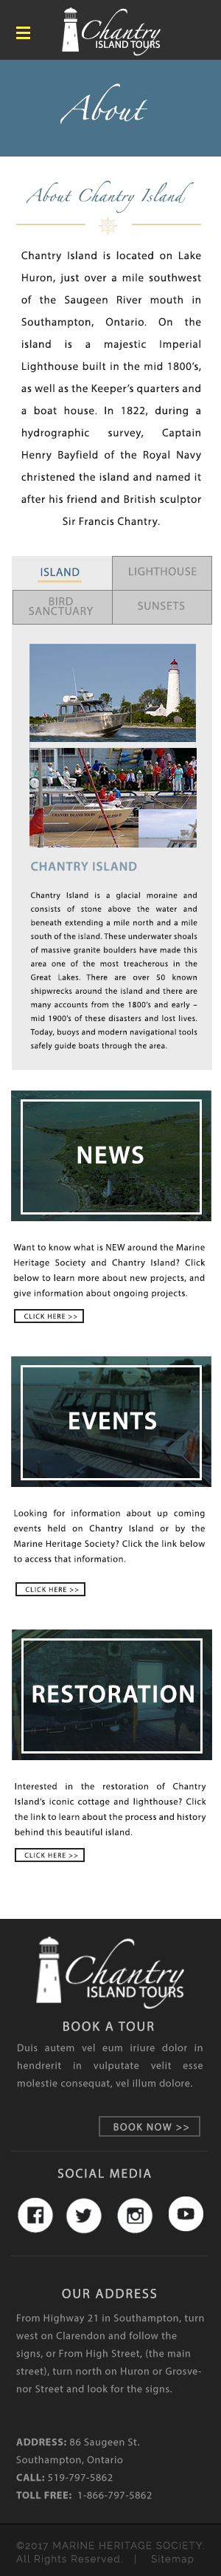 Chantry
ISLAND TOURS
About
About Chantry Island
Chantry Island is located on Lake
Huron, just over a mile southwest
of the Saugeen River mouth in
Southampton, Ontario. On the
island is a majestic Imperial
Lighthouse built in the mid 1800's,
as well as the Keeper's quarters and
a boat house. In 1822, during a
hydrographic survey, Captain
Henry Bayfield of the Royal Navy
christened the island and named it
after his friend and British sculptor
Sir Francis Chantry.
ISLAND
LIGHTHOUSE
BIRD
SANCTUARY
SUNSETS
CHANTRY ISLAND TOURS
CHANTRY ISLAND
Chantry Island is a glacial moraine and
consists of stone above the water and
beneath extending a mile north and a mile
south of the island. These underwater shoals
of massive granite boulders have made this
area one of the most treacherous in the
Great Lakes. There are over 50 known
shipwrecks around the island and there are
many accounts from the 1800's and early –
mid 1900's of these disasters and lost lives.
Today, buoys and modern navigational tools
safely guide boats through the area.
NEWS
Want to know what is NEW around the Marine
Heritage Society and Chantry Island? Click
below to learn more about new projects, and
give information about ongoing projects.
CLICK HERE >>
EVENTS
Looking for information about up coming
events held on Chantry Island or by the
Marine Heritage Society? Click the link below
to access that information.
CLICK HERE >>
RESTORATION
Interested in the restoration of Chantry
Island's iconic cottage and lighthouse? Click
the link to learn about the process and history
behind this beautiful island.
CLICK HERE >>
Chantry
ISLAND TOURS
BOOK A TOUR
Duis autem vel eum iriure dolor in
hendrerit in vulputate velit esse
molestie consequat, vel illum dolore.
BOOK NOW >>
SOCIAL MEDIA
OUR ADDRESS
From Highway 21 in Southampton, turn
west on Clarendon and follow the
signs, or From High Street, (the main
street), turn north on Huron or Grosve-
nor Street and look for the signs.
ADDRESS: 86 Saugeen St.
Southampton, Ontario
CALL: 519-797-5862
TOLL FREE: 1-866-797-5862
©2017 MARINE HERITAGE SOCIETY.
All Rights Reserved. | Sitemap